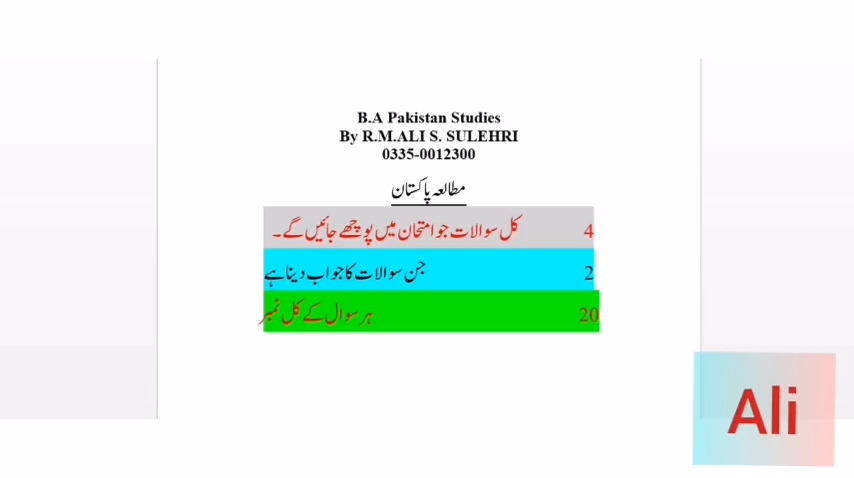 B.A Pakistan Studies
By R.M.ALI S. SULEHRI
0335-0012300
مطالعہ پاکستان
4 کل سوالات جو امتحان میں پوچھے جائیں گے۔
2 جن سوالات کا جواب دینا ہے
20 ہر سوال کے کل نمبر
Ali